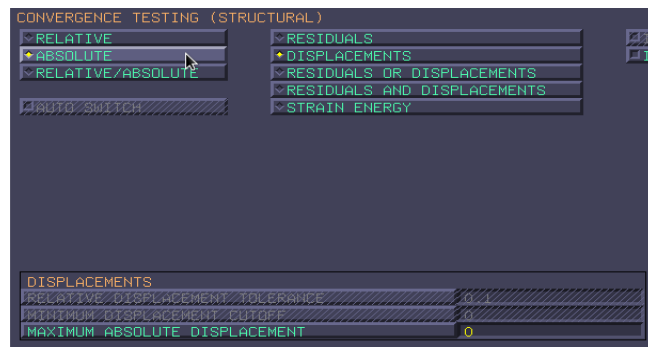 CONVERGENCE TESTING (STRUCTURAL)
RELATIVE
ABSOLUTE
RELATIVE/ABSOLUTE
AUTO SWITCH
RESIDUALS
DISPLACEMENTS
RESIDUALS OR DISPLACEMENTS
RESIDUALS AND DISPLACEMENTS
STRAIN ENERGY
DISPLACEMENTS
RELATIVE DISPLACEMENT TOLERANCE 0.1
MINIMUM DISPLACEMENT CUTOFF 0
MAXIMUM ABSOLUTE DISPLACEMENT 0